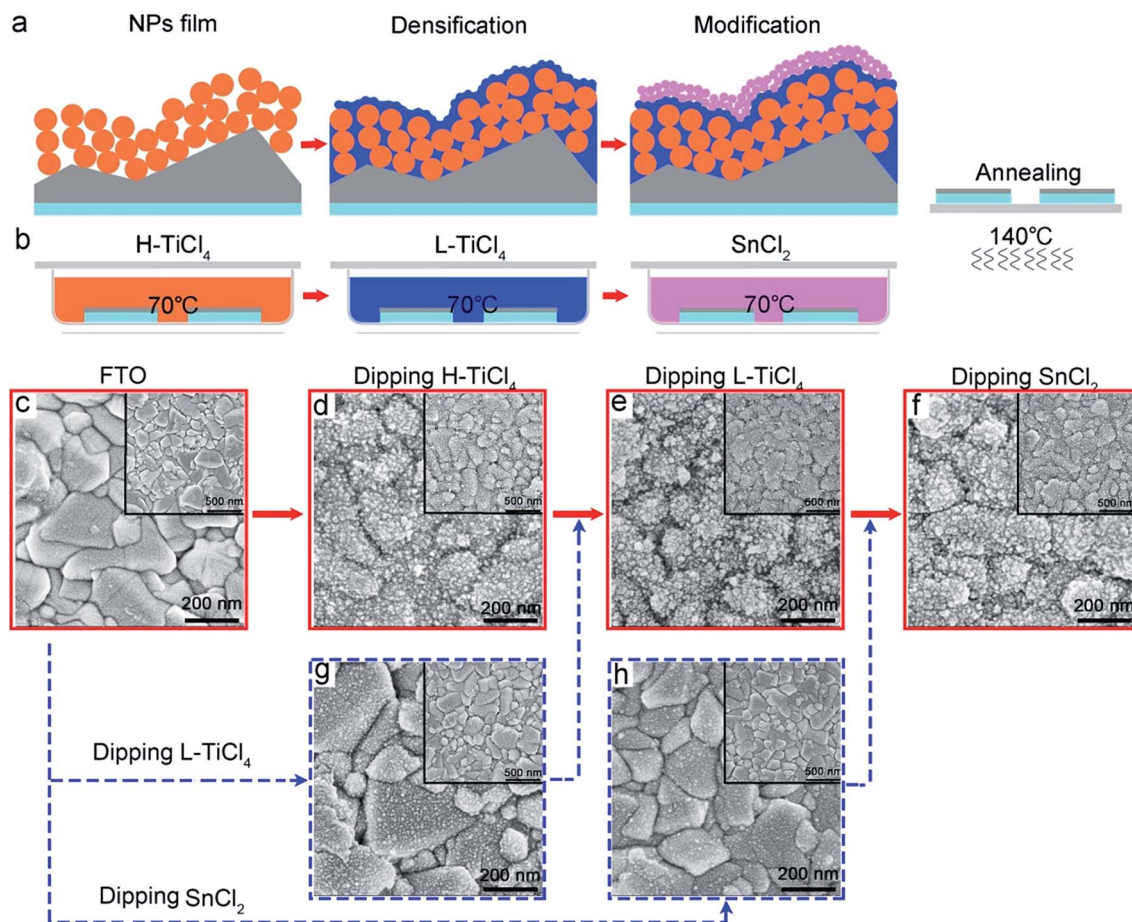 a
NPs film
Densification
Modification
Annealing
140℃
b
H-TiCl₄
L-TiCl₄
SnCl₂
70℃
70℃
70℃
FTO
Dipping H-TiCl₄
Dipping L-TiCl₄
Dipping SnCl₂
c
500 nm
200 nm
d
500 nm
200 nm
e
500 nm
200 nm
f
500 nm
200 nm
g
500 nm
200 nm
h
500 nm
200 nm
Dipping L-TiCl₄
Dipping SnCl₂